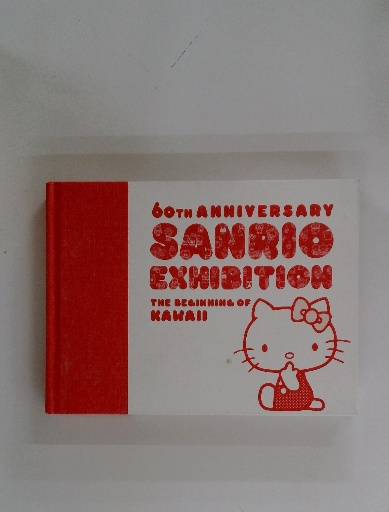 60TH ANNIVERSARY
SANRIO
EXHIBITION
THE BEGINNING OF
KAWAII